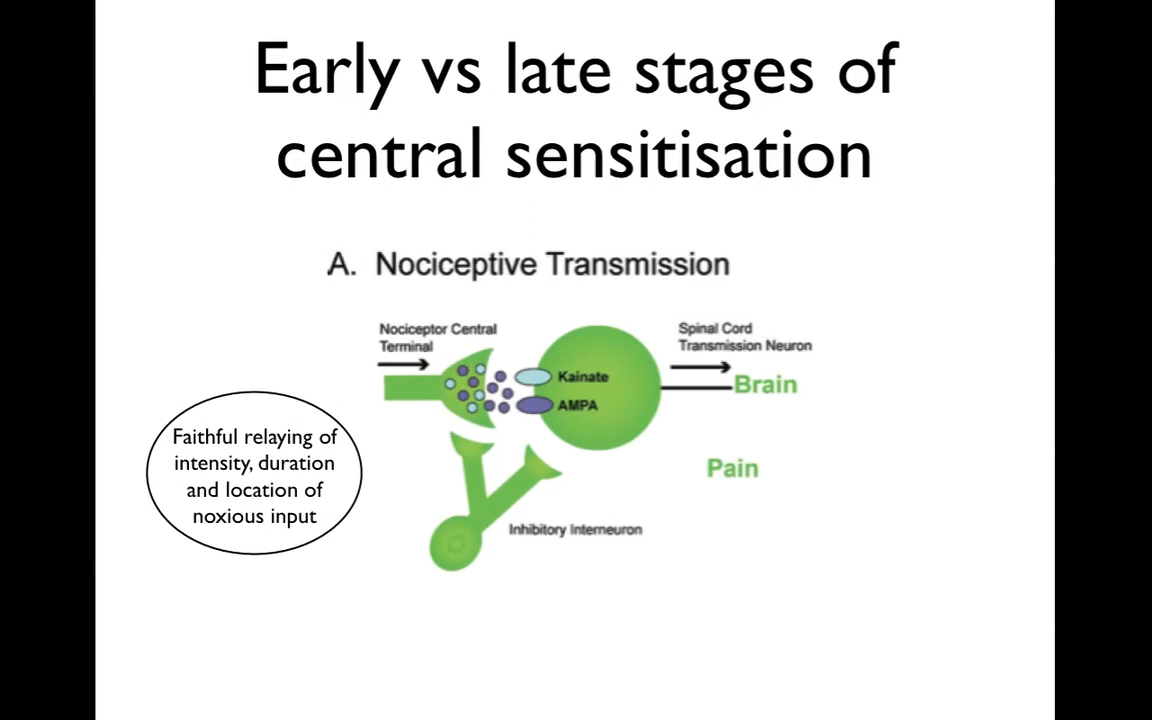 Early vs late stages of
central sensitisation
A. Nociceptive Transmission
Nociceptor Central
Terminal
Spinal Cord
Transmission Neuron
Kainate
AMPA
Brain
Faithful relaying of
intensity, duration
and location of
noxious input
Pain
Inhibitory Interneuron